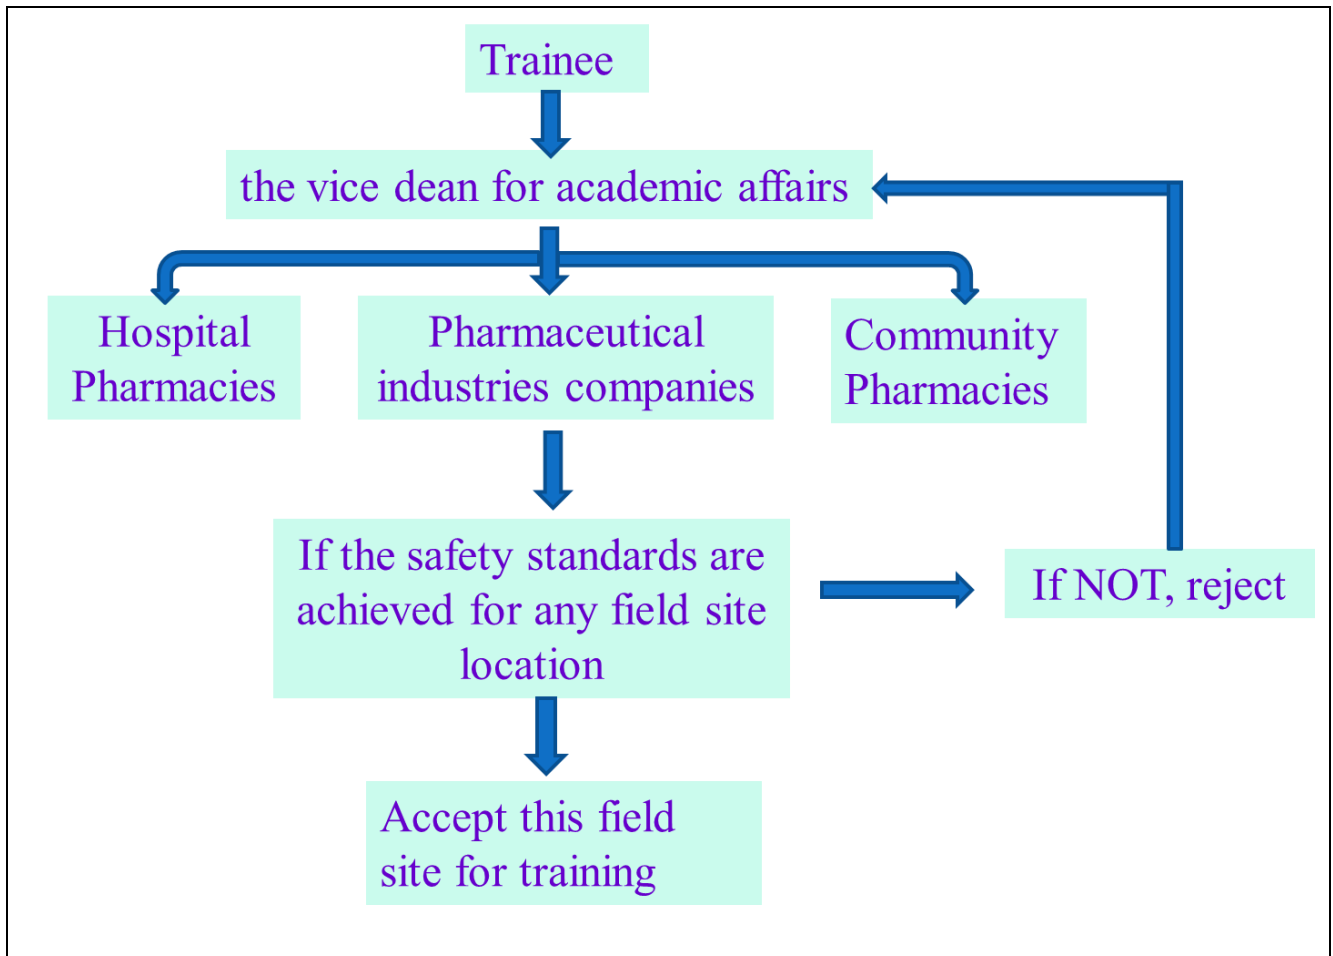 Trainee
the vice dean for academic affairs
Hospital
Pharmacies
Pharmaceutical
industries companies
Community
Pharmacies
If the safety standards are
achieved for any field site
location
If NOT, reject
Accept this field
site for training